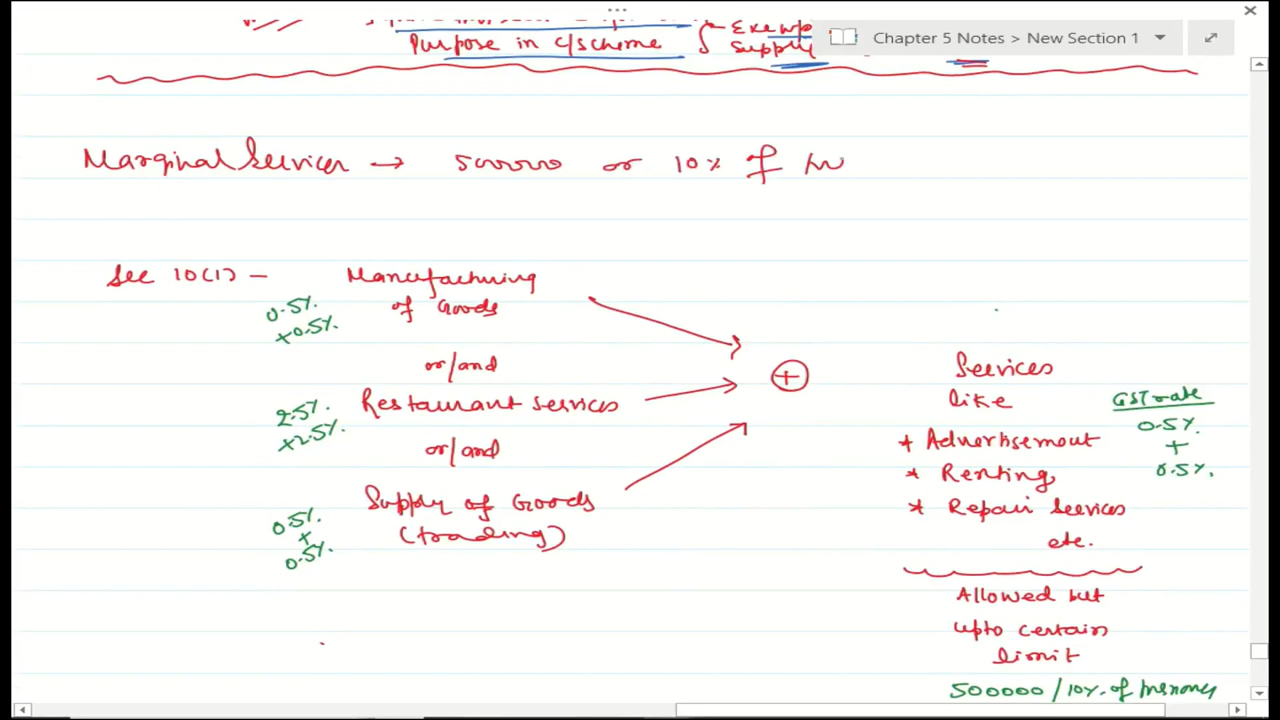 Exemp
Purpose in c/scheme
Supply
Chapter 5 Notes > New Section 1
Marginal Services → 500000 or 10% of
Sec 10(1) -
Manufacturing
of Goods
0.5%
+0.5%
or/and
Restaurant services
2.5%
+2.5%
or/and
Supply of Goods
(trading)
0.5%
+
0.5%
+
Services
like
* Advertisement
* Renting
* Repair Services
etc.
GST rate
0.5%
+
0.5%
Allowed but
upto certain
limit
500000/10% of